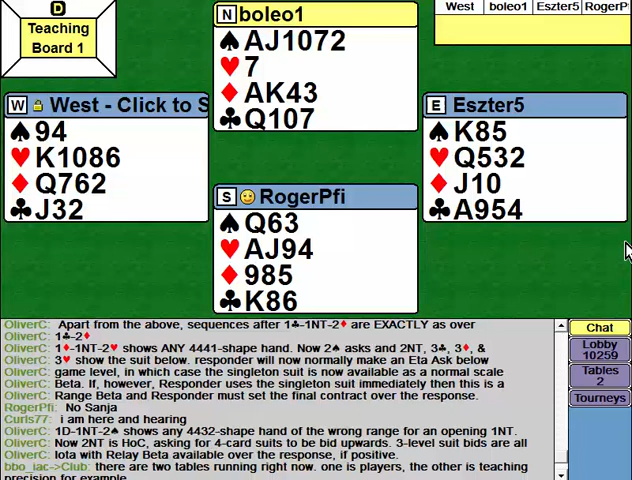 D
Teaching
Board 1
N boleo1
♠AJ1072
♥7
♦AK43
♣Q107
West boleo1 Eszter5 RogerP
W West - Click to S
♠94
♥K1086
♦Q762
♣J32
E Eszter5
♠K85
♥Q532
♦J10
♣A954
S RogerPfi
♠Q63
♥AJ94
♦985
♣K86
OliverC: Apart from the above, sequences after 1♣-1NT-2♦ are EXACTLY as over
1♣-2♦
OliverC: 1♦-1NT-2♥ shows ANY 4441-shape hand. Now 2♠ asks and 2NT, 3♣, 3♦, &
OliverC: 3♥ show the suit below. responder will now normally make an Eta Ask below
OliverC: game level, in which case the singleton suit is now available as a normal scale
OliverC: Beta. If, however, Responder uses the singleton suit immediately then this is a
OliverC: Range Beta and Responder must set the final contract over the response.
RogerPfi: No Sanja
Curls77: i am here and hearing
OliverC: 1D-1NT-2♠ shows any 4432-shape hand of the wrong range for an opening 1NT.
OliverC: Now 2NT is HoC, asking for 4-card suits to be bid upwards. 3-level suit bids are all
OliverC: Iota with Relay Beta available over the response, if positive.
bbo_iac->Club: there are two tables running right now. one is players, the other is teaching
precision for example
Chat
Lobby
10259
Tables
2
Tourneys